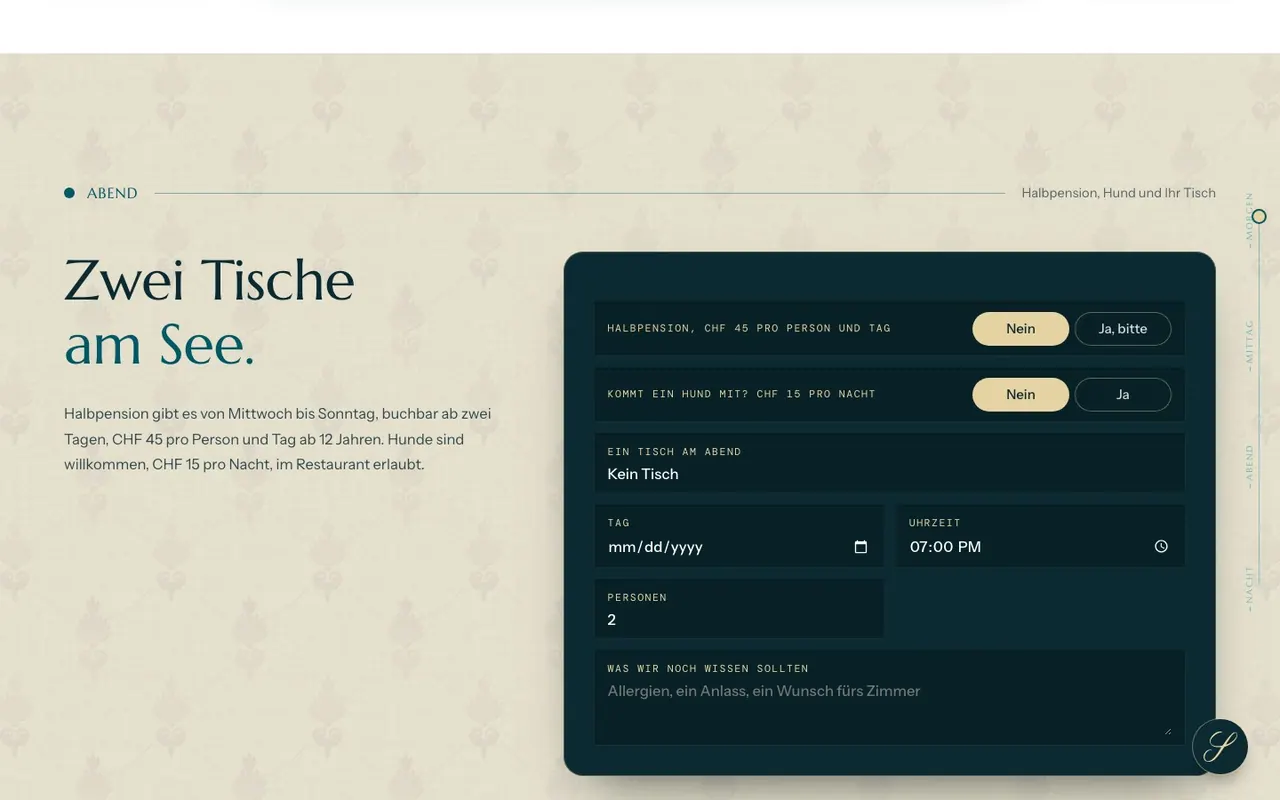 ABEND
Halbpension, Hund und Ihr Tisch
Zwei Tische
am See.
Halbpension gibt es von Mittwoch bis Sonntag, buchbar ab zwei
Tagen, CHF 45 pro Person und Tag ab 12 Jahren. Hunde sind
willkommen, CHF 15 pro Nacht, im Restaurant erlaubt.
HALBPENSION, CHF 45 PRO PERSON UND TAG
Nein
Ja, bitte
KOMMT EIN HUND MIT? CHF 15 PRO NACHT
Nein
Ja
EIN TISCH AM ABEND
Kein Tisch
TAG
mm/dd/yyyy
UHRZEIT
07:00 PM
PERSONEN
2
WAS WIR NOCH WISSEN SOLLTEN
Allergien, ein Anlass, ein Wunsch fürs Zimmer
– MORGEN
– MITTAG
– ABEND
– NACHT
S